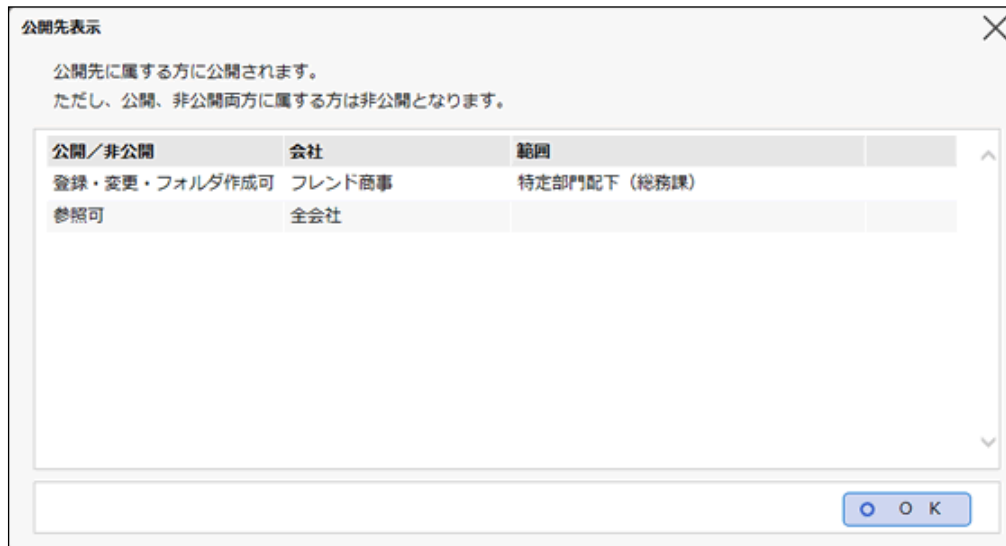 公開先表示
公開先に属する方に公開されます。
ただし、公開、非公開両方に属する方は非公開となります。
公開／非公開 会社 範囲
登録・変更・フォルダ作成可 フレンド商事 特定部門配下（総務課）
参照可 全会社
OK